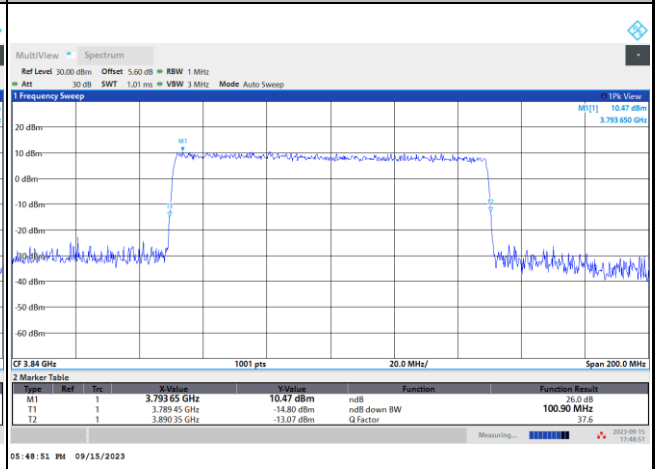 MultiView Spectrum
Ref Level 30.00 dBm Offset 5.60 dB RBW 1 MHz
Att 30 dB SWT 1.01 ms VBW 3 MHz Mode Auto Sweep
1 Frequency Sweep 1Pk View
M1[1] 10.47 dBm
3.793 650 GHz
20 dBm
M1
10 dBm
0 dBm
-10 dBm
T1 T2
-20 dBm
-30 dBm
-40 dBm
-50 dBm
-60 dBm
CF 3.84 GHz 1001 pts 20.0 MHz/ Span 200.0 MHz
2 Marker Table
Type Ref Trc X-Value Y-Value Function Function Result
M1 1 3.793 65 GHz 10.47 dBm ndB 26.0 dB
T1 1 3.789 45 GHz -14.80 dBm ndB down BW 100.90 MHz
T2 1 3.890 35 GHz -13.07 dBm Q Factor 37.6
Measuring... 2023-09-15
17:48:51
05:48:51 PM 09/15/2023